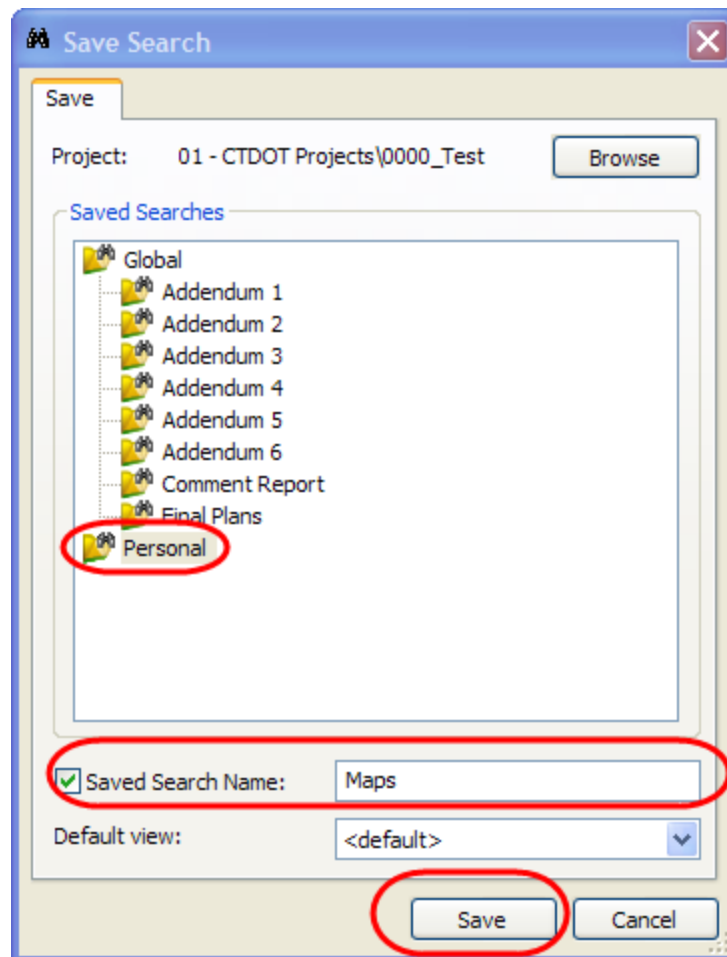 Save Search
Save
Project: 01 - CTDOT Projects\0000_Test Browse
Saved Searches
Global
Addendum 1
Addendum 2
Addendum 3
Addendum 4
Addendum 5
Addendum 6
Comment Report
Final Plans
Personal
Saved Search Name: Maps
Default view: <default>
Save Cancel